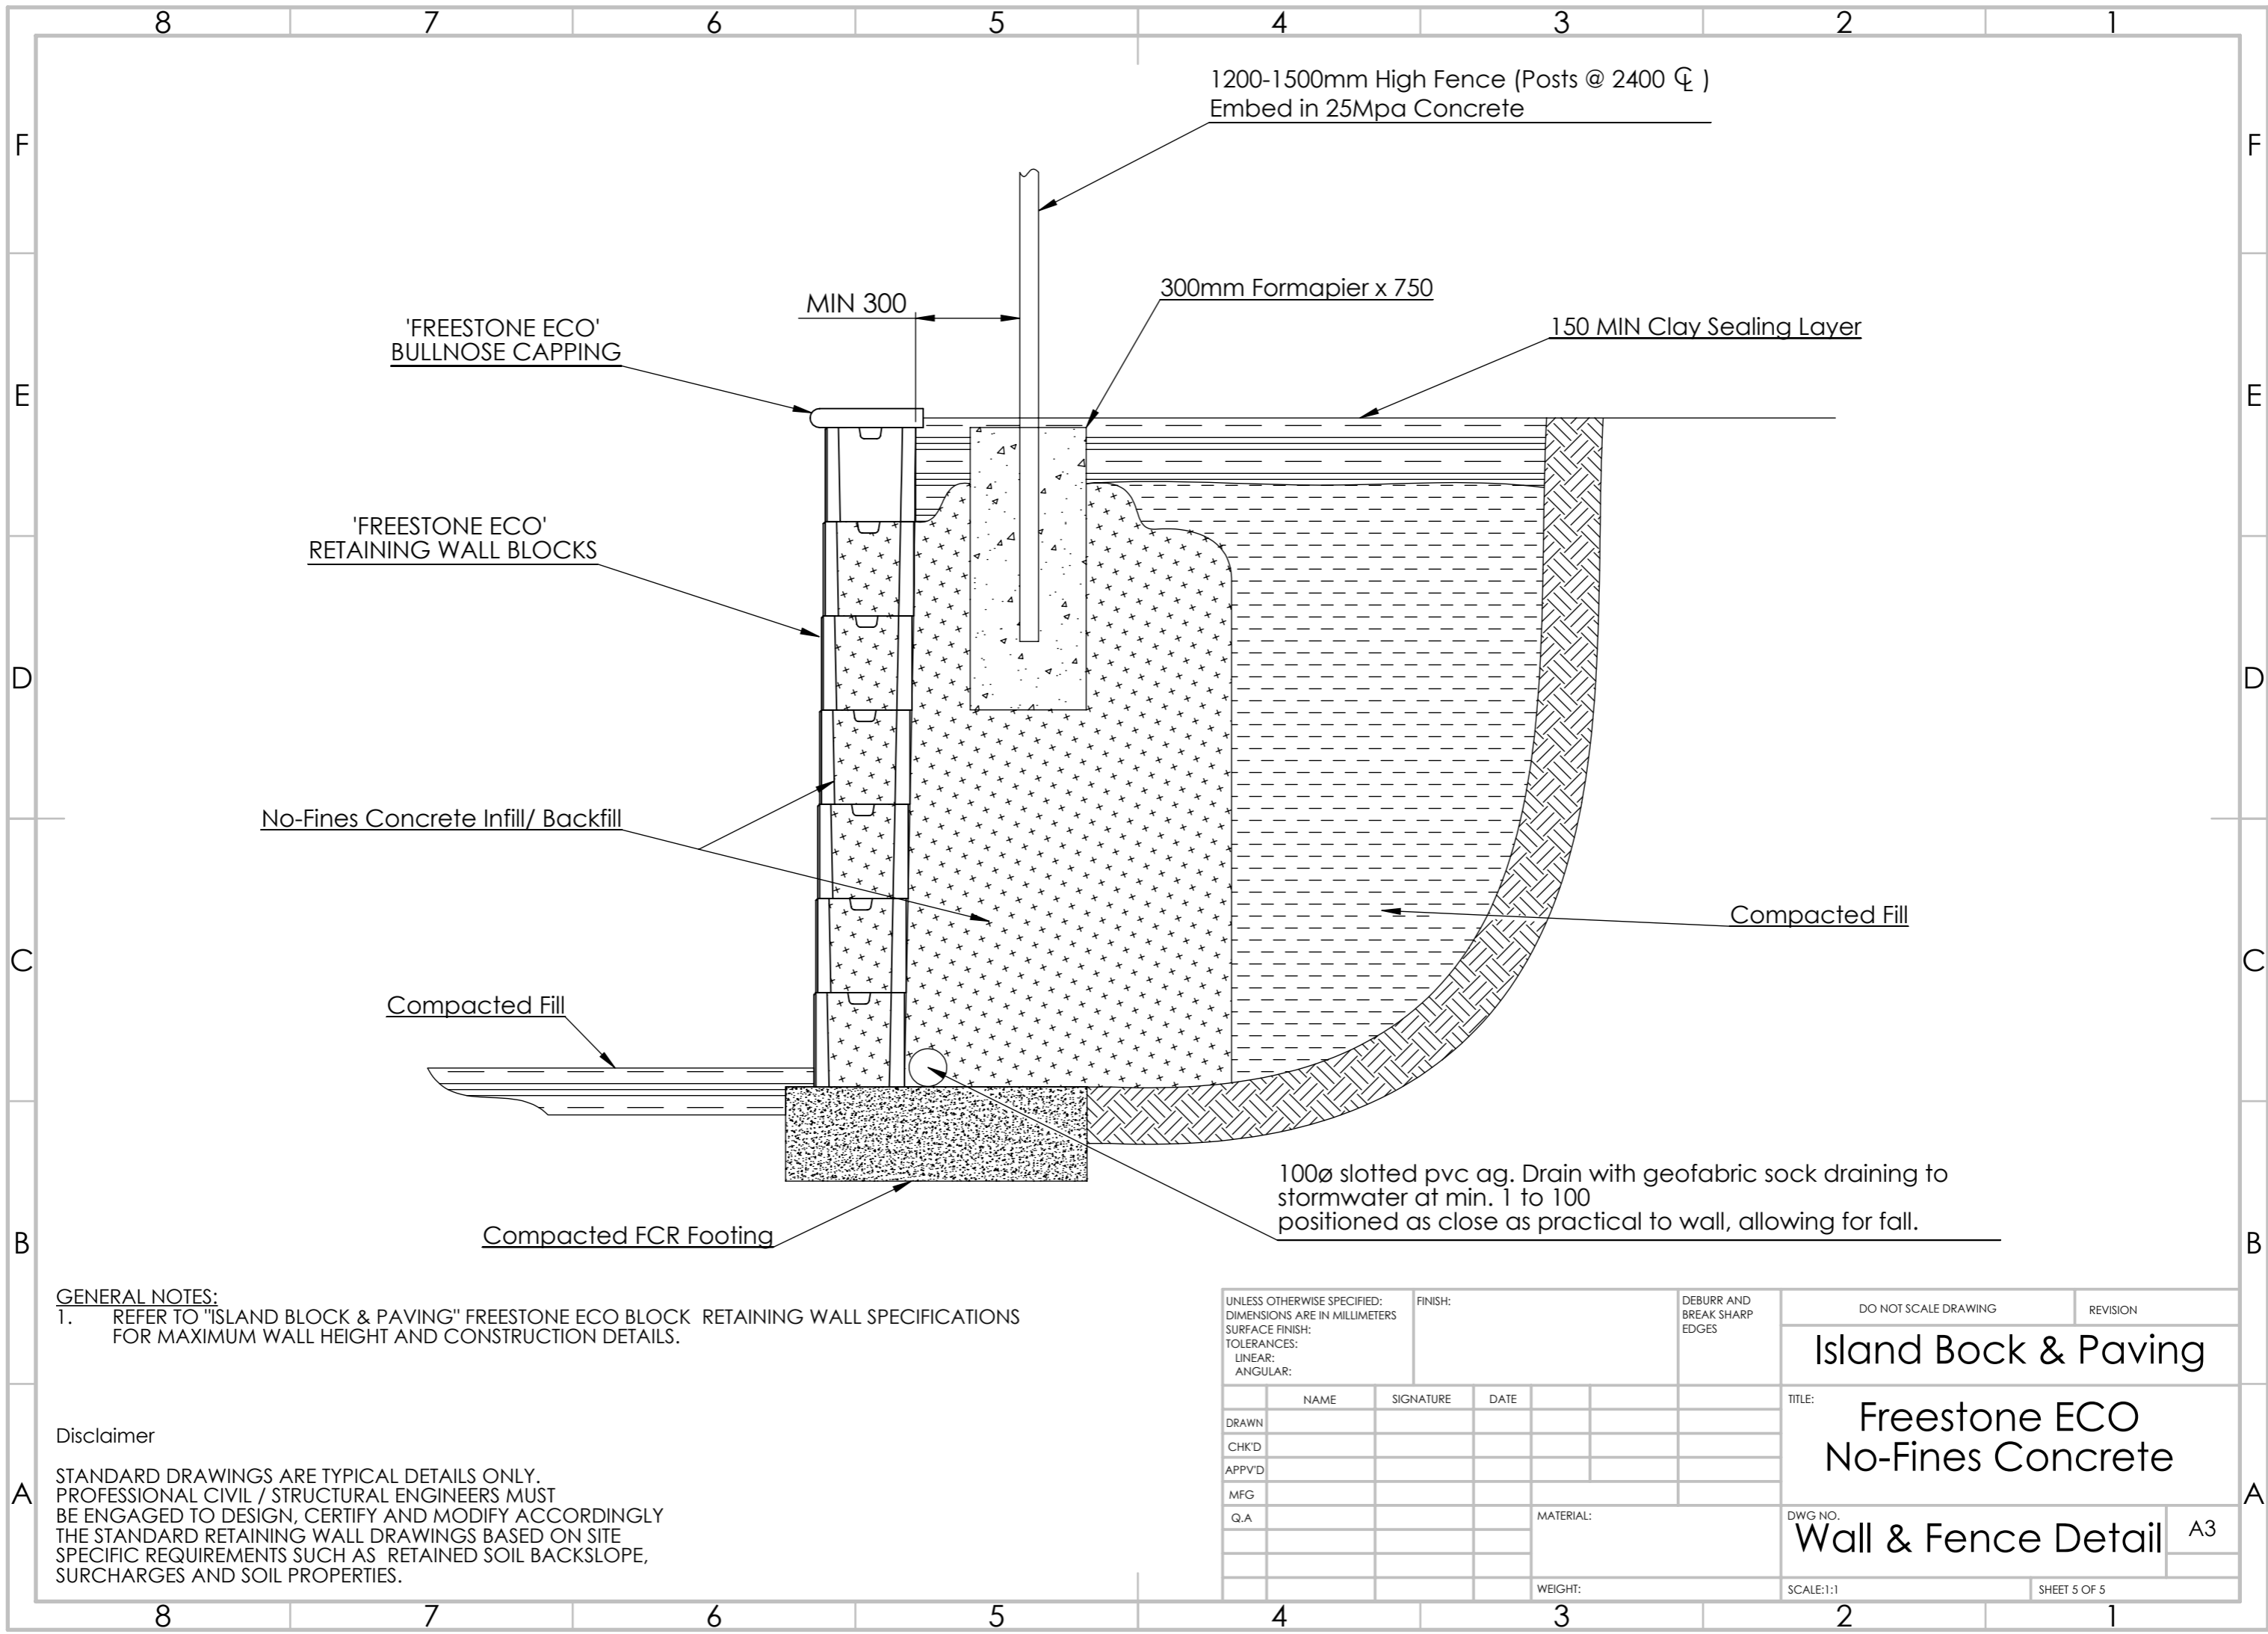 8 7 6 5 4 3 2 1
1200-1500mm High Fence (Posts @ 2400 ℄ )
Embed in 25Mpa Concrete
F F
MIN 300
300mm Formapier x 750
'FREESTONE ECO'
BULLNOSE CAPPING
150 MIN Clay Sealing Layer
E E
'FREESTONE ECO'
RETAINING WALL BLOCKS
D D
No-Fines Concrete Infill/ Backfill
Compacted Fill
C C
Compacted Fill
100ø slotted pvc ag. Drain with geofabric sock draining to
stormwater at min. 1 to 100
positioned as close as practical to wall, allowing for fall.
Compacted FCR Footing
B B
GENERAL NOTES:
1. REFER TO "ISLAND BLOCK & PAVING" FREESTONE ECO BLOCK RETAINING WALL SPECIFICATIONS
FOR MAXIMUM WALL HEIGHT AND CONSTRUCTION DETAILS.
Disclaimer
STANDARD DRAWINGS ARE TYPICAL DETAILS ONLY.
PROFESSIONAL CIVIL / STRUCTURAL ENGINEERS MUST
BE ENGAGED TO DESIGN, CERTIFY AND MODIFY ACCORDINGLY
THE STANDARD RETAINING WALL DRAWINGS BASED ON SITE
SPECIFIC REQUIREMENTS SUCH AS RETAINED SOIL BACKSLOPE,
SURCHARGES AND SOIL PROPERTIES.
A A
UNLESS OTHERWISE SPECIFIED:
DIMENSIONS ARE IN MILLIMETERS
SURFACE FINISH:
TOLERANCES:
LINEAR:
ANGULAR:
FINISH:
DEBURR AND
BREAK SHARP
EDGES
DO NOT SCALE DRAWING
REVISION
Island Bock & Paving
NAME SIGNATURE DATE
DRAWN
CHK'D
APPV'D
MFG
Q.A
TITLE:
Freestone ECO
No-Fines Concrete
MATERIAL:
DWG NO.
Wall & Fence Detail
A3
WEIGHT:
SCALE:1:1
SHEET 5 OF 5
8 7 6 5 4 3 2 1